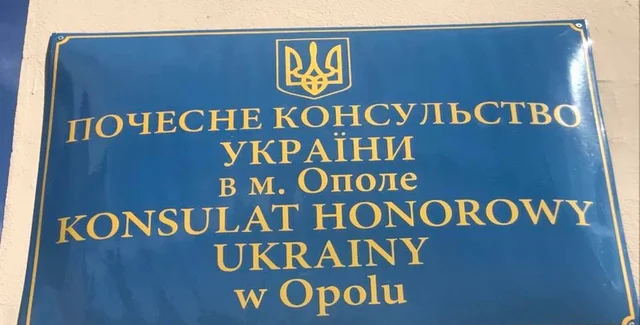 ПОЧЕСНЕ КОНСУЛЬСТВО
УКРАЇНИ
в м. Ополе
KONSULAT HONOROWY
UKRAINY
w Opolu